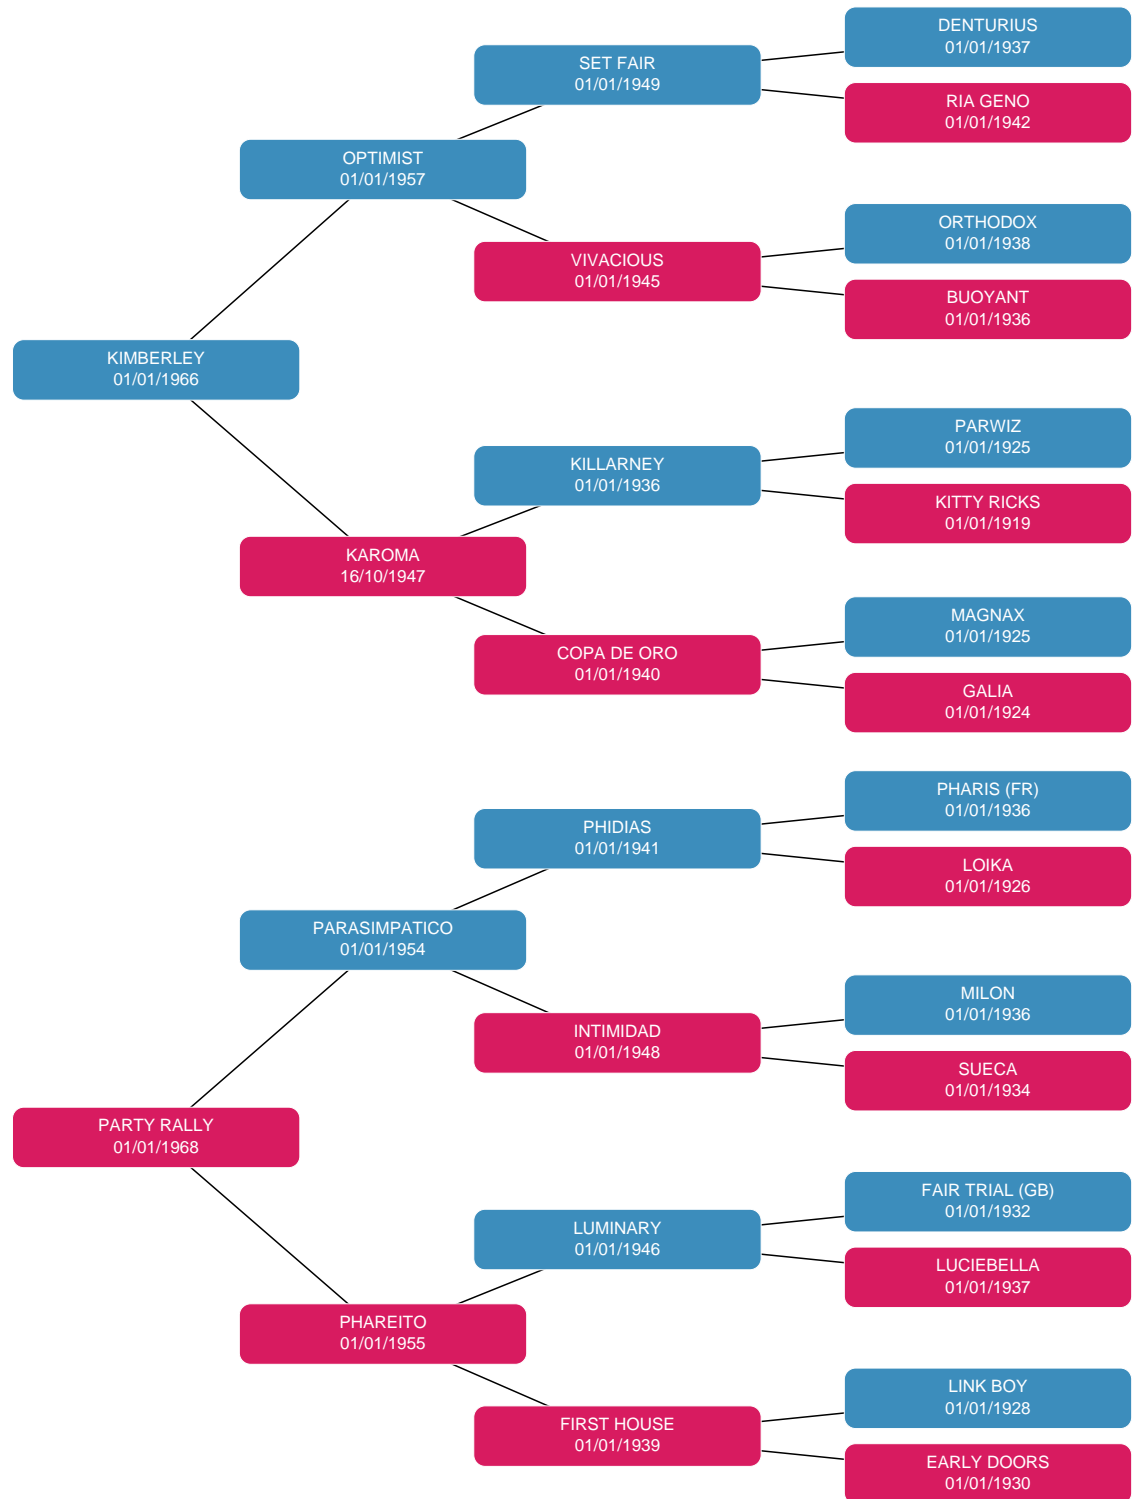 DENTURIUS
01/01/1937
SET FAIR
01/01/1949
RIA GENO
01/01/1942
OPTIMIST
01/01/1957
ORTHODOX
01/01/1938
VIVACIOUS
01/01/1945
BUOYANT
01/01/1936
KIMBERLEY
01/01/1966
PARWIZ
01/01/1925
KILLARNEY
01/01/1936
KITTY RICKS
01/01/1919
KAROMA
16/10/1947
MAGNAX
01/01/1925
COPA DE ORO
01/01/1940
GALIA
01/01/1924
PHARIS (FR)
01/01/1936
PHIDIAS
01/01/1941
LOIKA
01/01/1926
PARASIMPATICO
01/01/1954
MILON
01/01/1936
INTIMIDAD
01/01/1948
SUECA
01/01/1934
PARTY RALLY
01/01/1968
FAIR TRIAL (GB)
01/01/1932
LUMINARY
01/01/1946
LUCIEBELLA
01/01/1937
PHAREITO
01/01/1955
LINK BOY
01/01/1928
FIRST HOUSE
01/01/1939
EARLY DOORS
01/01/1930